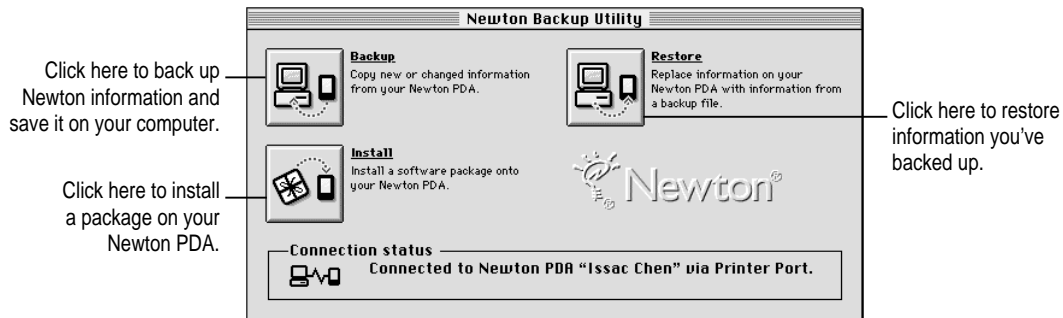 Newton Backup Utility
Click here to back up
Newton information and
save it on your computer.
Backup
Copy new or changed information
from your Newton PDA.
Restore
Replace information on your
Newton PDA with information from
a backup file.
Click here to restore
information you've
backed up.
Click here to install
a package on your
Newton PDA.
Install
Install a software package onto
your Newton PDA.
Newton®
Connection status
Connected to Newton PDA “Issac Chen” via Printer Port.